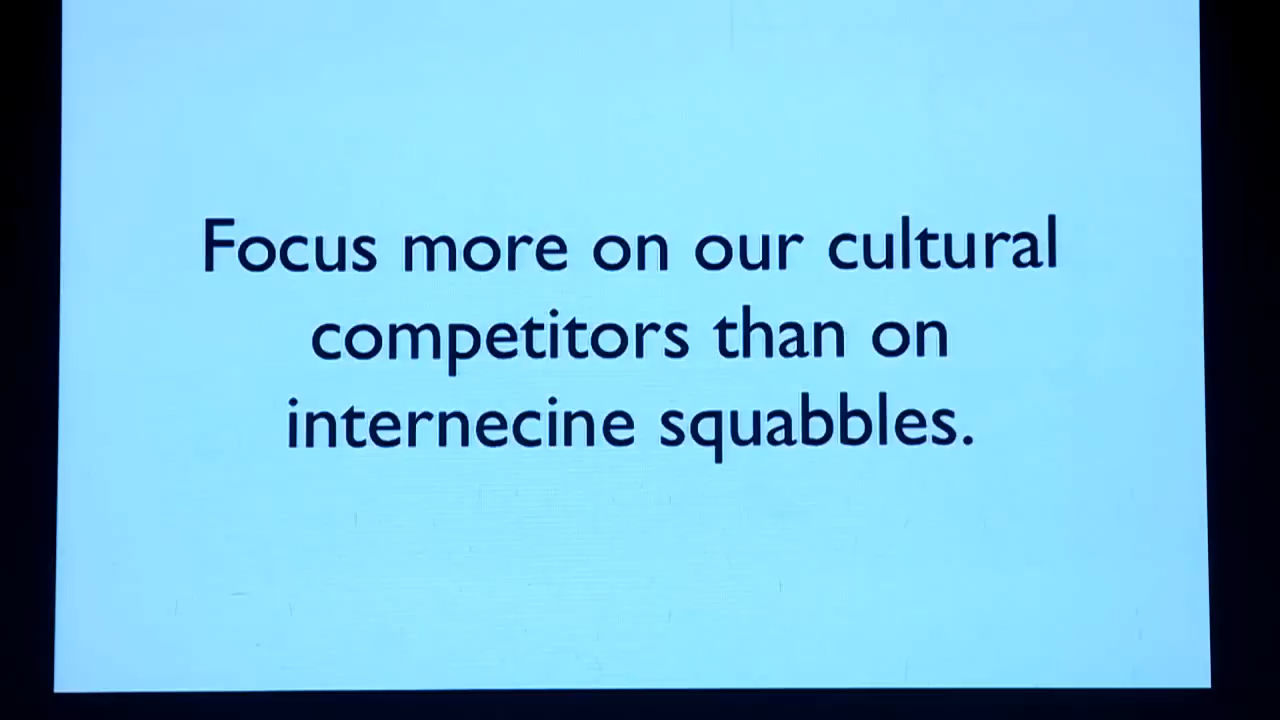 Focus more on our cultural
competitors than on
internecine squabbles.